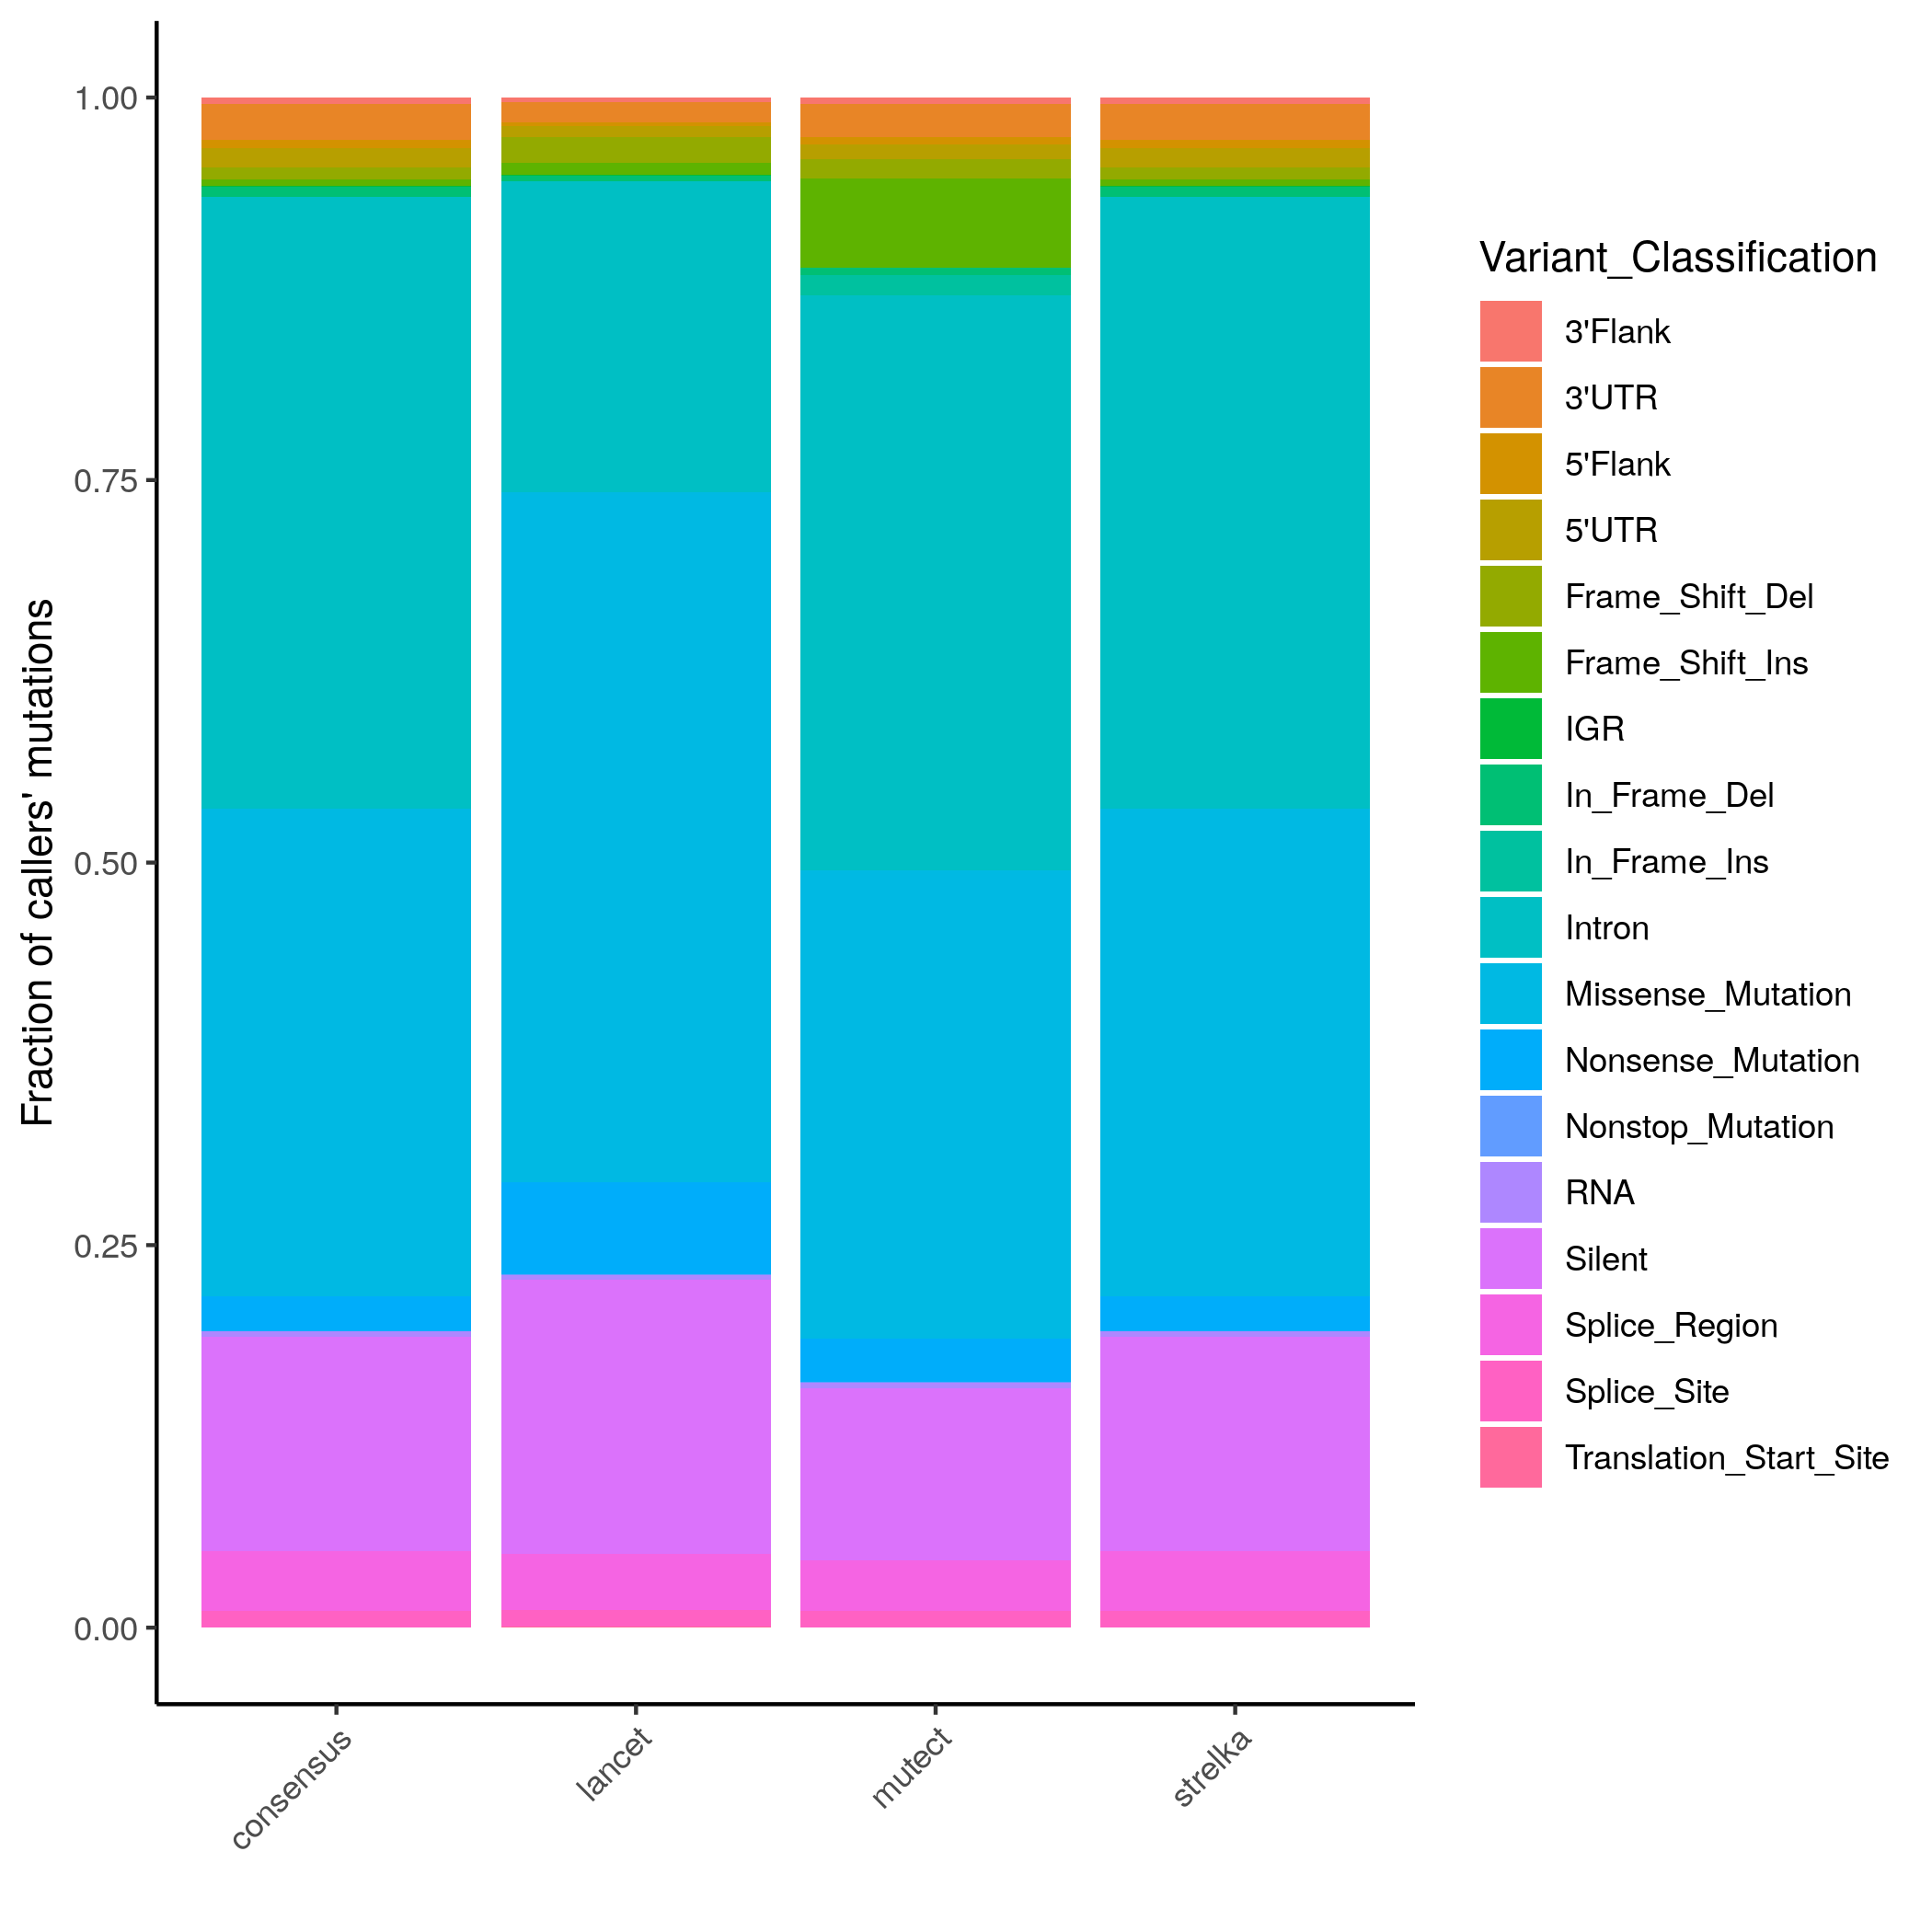 Fraction of callers' mutations
1.00
0.75
0.50
0.25
0.00
consensus
lancet
mutect
strelka
Variant_Classification
3'Flank
3'UTR
5'Flank
5'UTR
Frame_Shift_Del
Frame_Shift_Ins
IGR
In_Frame_Del
In_Frame_Ins
Intron
Missense_Mutation
Nonsense_Mutation
Nonstop_Mutation
RNA
Silent
Splice_Region
Splice_Site
Translation_Start_Site